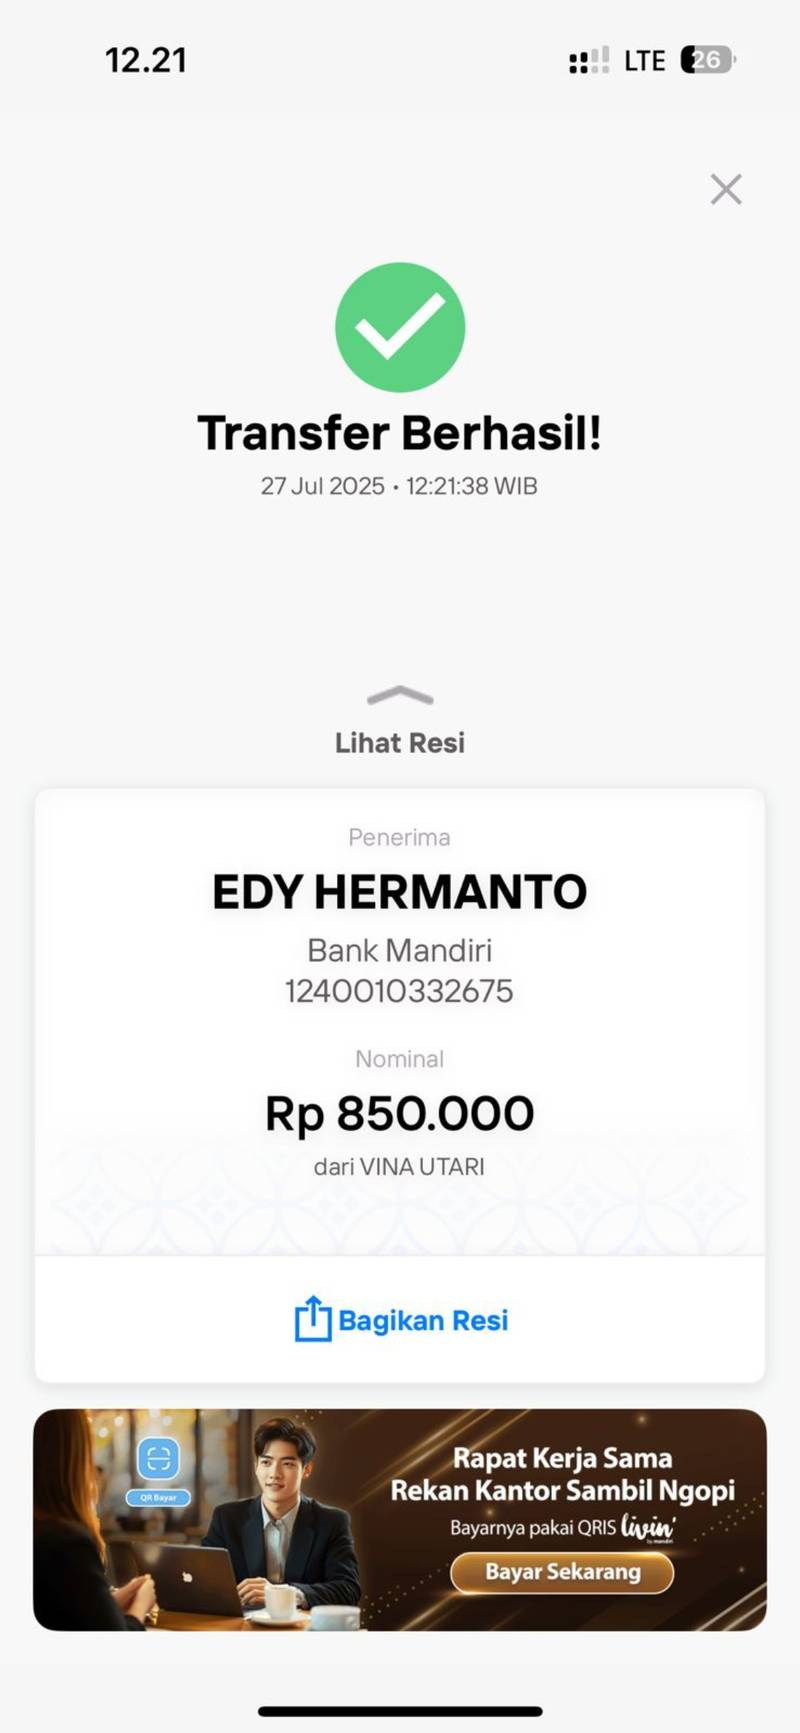 12.21
LTE
26
Transfer Berhasil!
27 Jul 2025 • 12:21:38 WIB
Lihat Resi
Penerima
EDY HERMANTO
Bank Mandiri
1240010332675
Nominal
Rp 850.000
dari VINA UTARI
Bagikan Resi
QR Bayar
Rapat Kerja Sama
Rekan Kantor Sambil Ngopi
Bayarnya pakai QRIS livin'
by mandiri
Bayar Sekarang